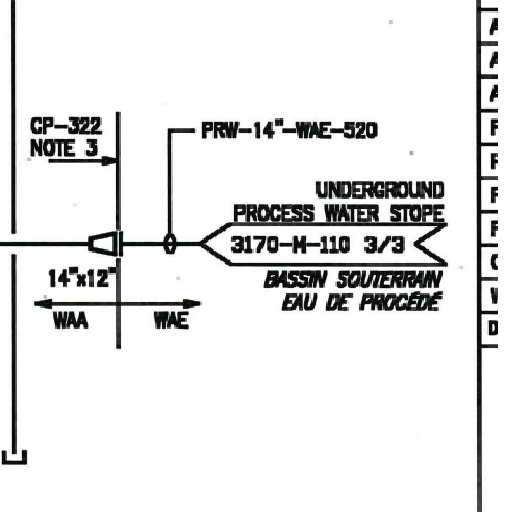 CP-322
NOTE 3
PRW-14"-WAE-520
UNDERGROUND
PROCESS WATER STOPE
3170-M-110 3/3
BASSIN SOUTERRAIN
EAU DE PROCÉDÉ
14"x12"
WAA WAE